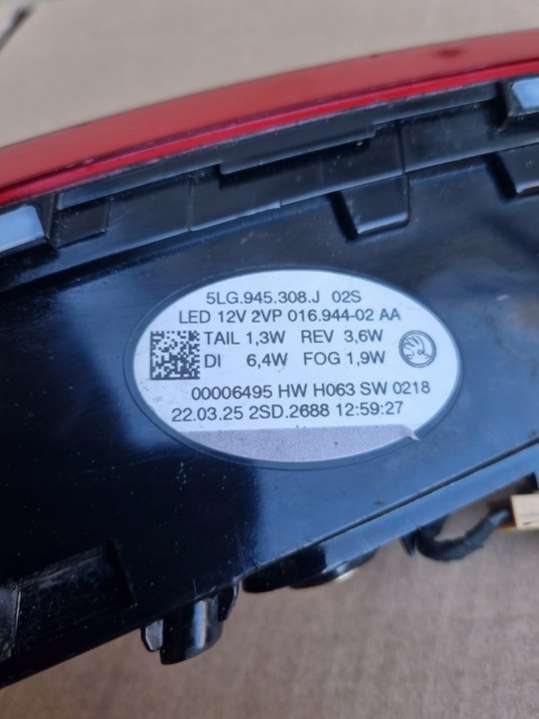 5LG.945.308.J 02S
LED 12V 2VP 016.944-02 AA
TAIL 1,3W REV 3,6W
DI 6,4W FOG 1,9W
00006495 HW H063 SW 0218
22.03.25 2SD.2688 12:59:27